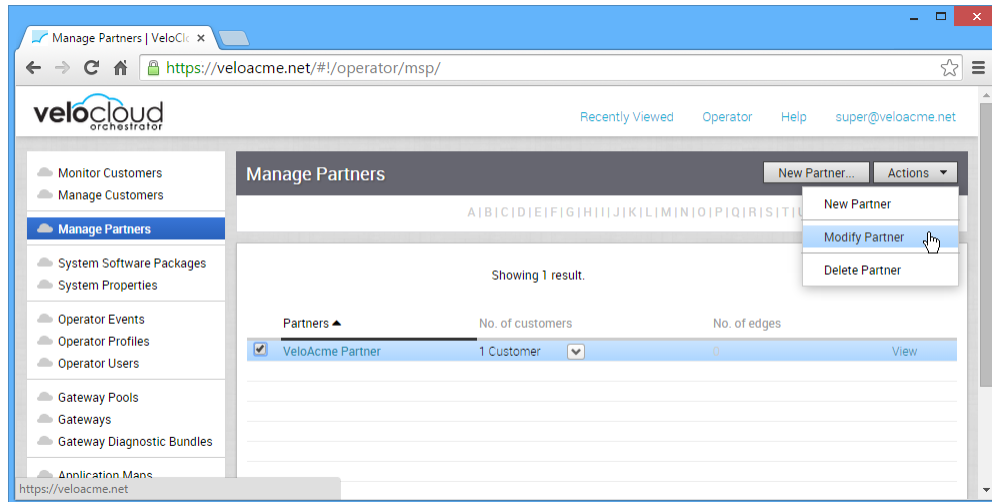 Manage Partners | VeloClo
https://veloacme.net/#!/operator/msp/
velocloud
orchestrator
Recently Viewed Operator Help super@veloacme.net
Monitor Customers
Manage Customers
Manage Partners
System Software Packages
System Properties
Operator Events
Operator Profiles
Operator Users
Gateway Pools
Gateways
Gateway Diagnostic Bundles
Application Maps
https://veloacme.net
Manage Partners
New Partner... Actions
A|B|C|D|E|F|G|H|I|J|K|L|M|N|O|P|Q|R|S|T|U
New Partner
Modify Partner
Delete Partner
Showing 1 result.
Partners No. of customers No. of edges
VeloAcme Partner 1 Customer 0 View